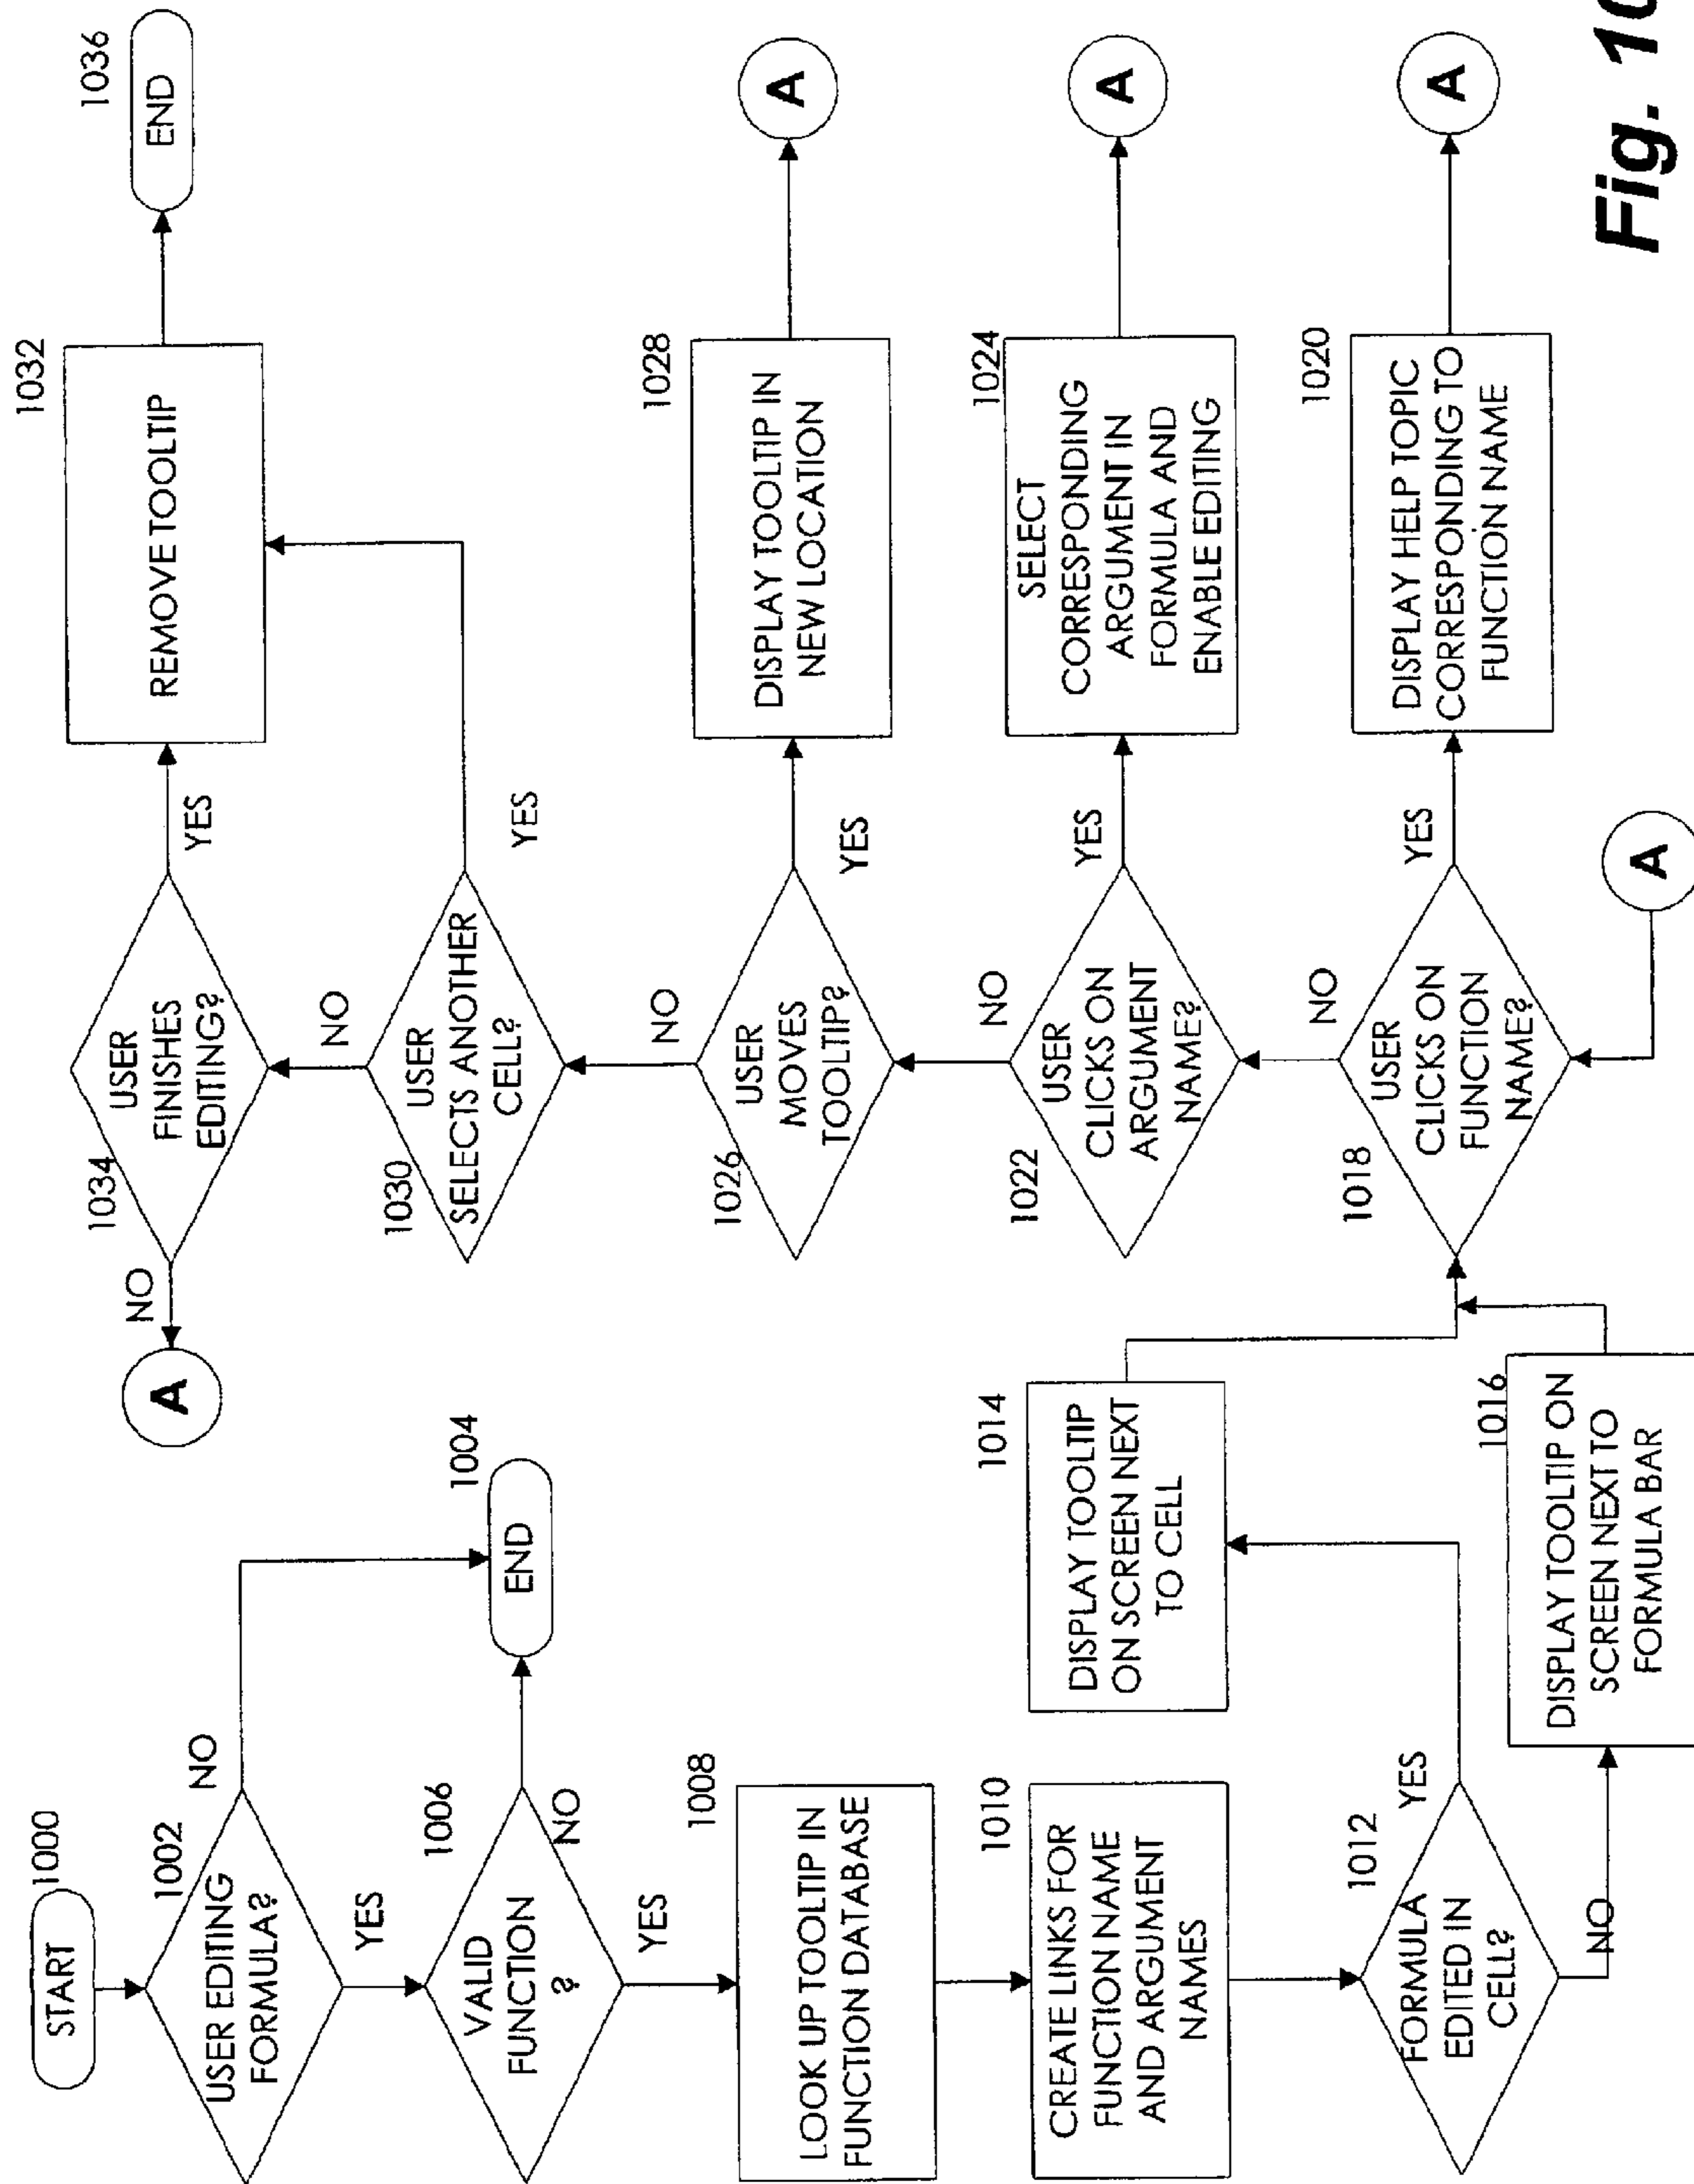 START
1000
USER EDITING
FORMULA?
1002
NO
YES
VALID
FUNCTION
?
1006
NO
YES
END
1004
LOOK UP TOOLTIP IN
FUNCTION DATABASE
1008
CREATE LINKS FOR
FUNCTION NAME
AND ARGUMENT
NAMES
1010
FORMULA
EDITED IN
CELL?
1012
YES
NO
DISPLAY TOOLTIP
ON SCREEN NEXT
TO CELL
1014
DISPLAY TOOLTIP ON
SCREEN NEXT TO
FORMULA BAR
1016
A
USER
CLICKS ON
FUNCTION
NAME?
1018
YES
NO
DISPLAY HELP TOPIC
CORRESPONDING TO
FUNCTION NAME
1020
A
USER
CLICKS ON
ARGUMENT
NAME?
1022
YES
NO
SELECT
CORRESPONDING
ARGUMENT IN
FORMULA AND
ENABLE EDITING
1024
A
USER
MOVES
TOOLTIP?
1026
YES
NO
DISPLAY TOOLTIP IN
NEW LOCATION
1028
A
USER
SELECTS ANOTHER
CELL?
1030
YES
NO
USER
FINISHES
EDITING?
1034
YES
NO
A
REMOVE TOOLTIP
1032
END
1036
Fig. 10